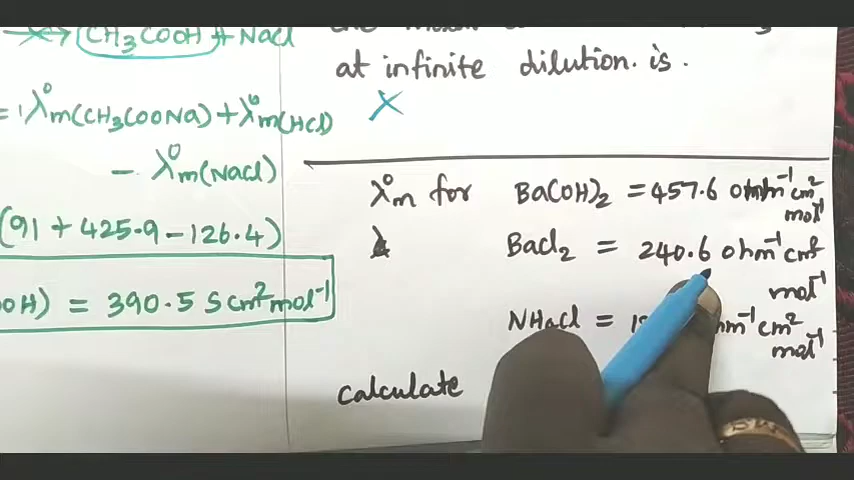 → CH3COOH + NaCl
= λ°m(CH3COONa) + λ°m(HCl)
- λ°m(NaCl)
(91 + 425.9 - 126.4)
OOH) = 390.5 S cm² mol⁻¹
at infinite dilution. is.
λ°m for Ba(OH)2 = 457.6 ohm⁻¹ cm² mol⁻¹
BaCl2 = 240.6 ohm⁻¹ cm² mol⁻¹
NH4Cl = hm⁻¹ cm² mol⁻¹
calculate